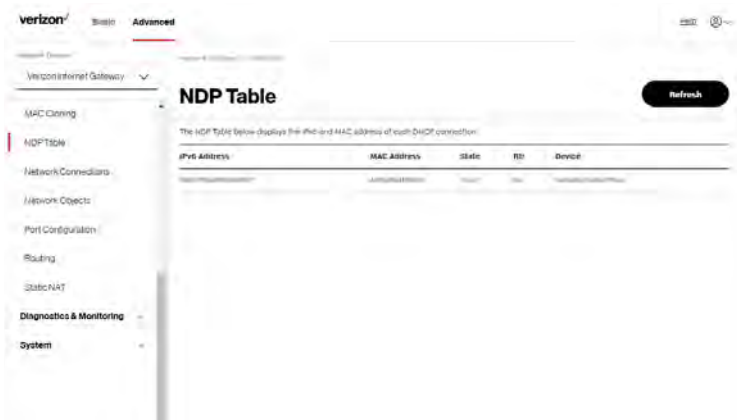 verizon✓
Basic
Advanced
Verizon Internet Gateway
NDP Table
Refresh
MAC Cloning
The NDP Table below displays the IPv6 and MAC address of each DHCP connection
NDP Table
IPv6 Address MAC Address State RD Device
Network Connections
Network Objects
Port Configuration
Routing
Static NAT
Diagnostics & Monitoring
System